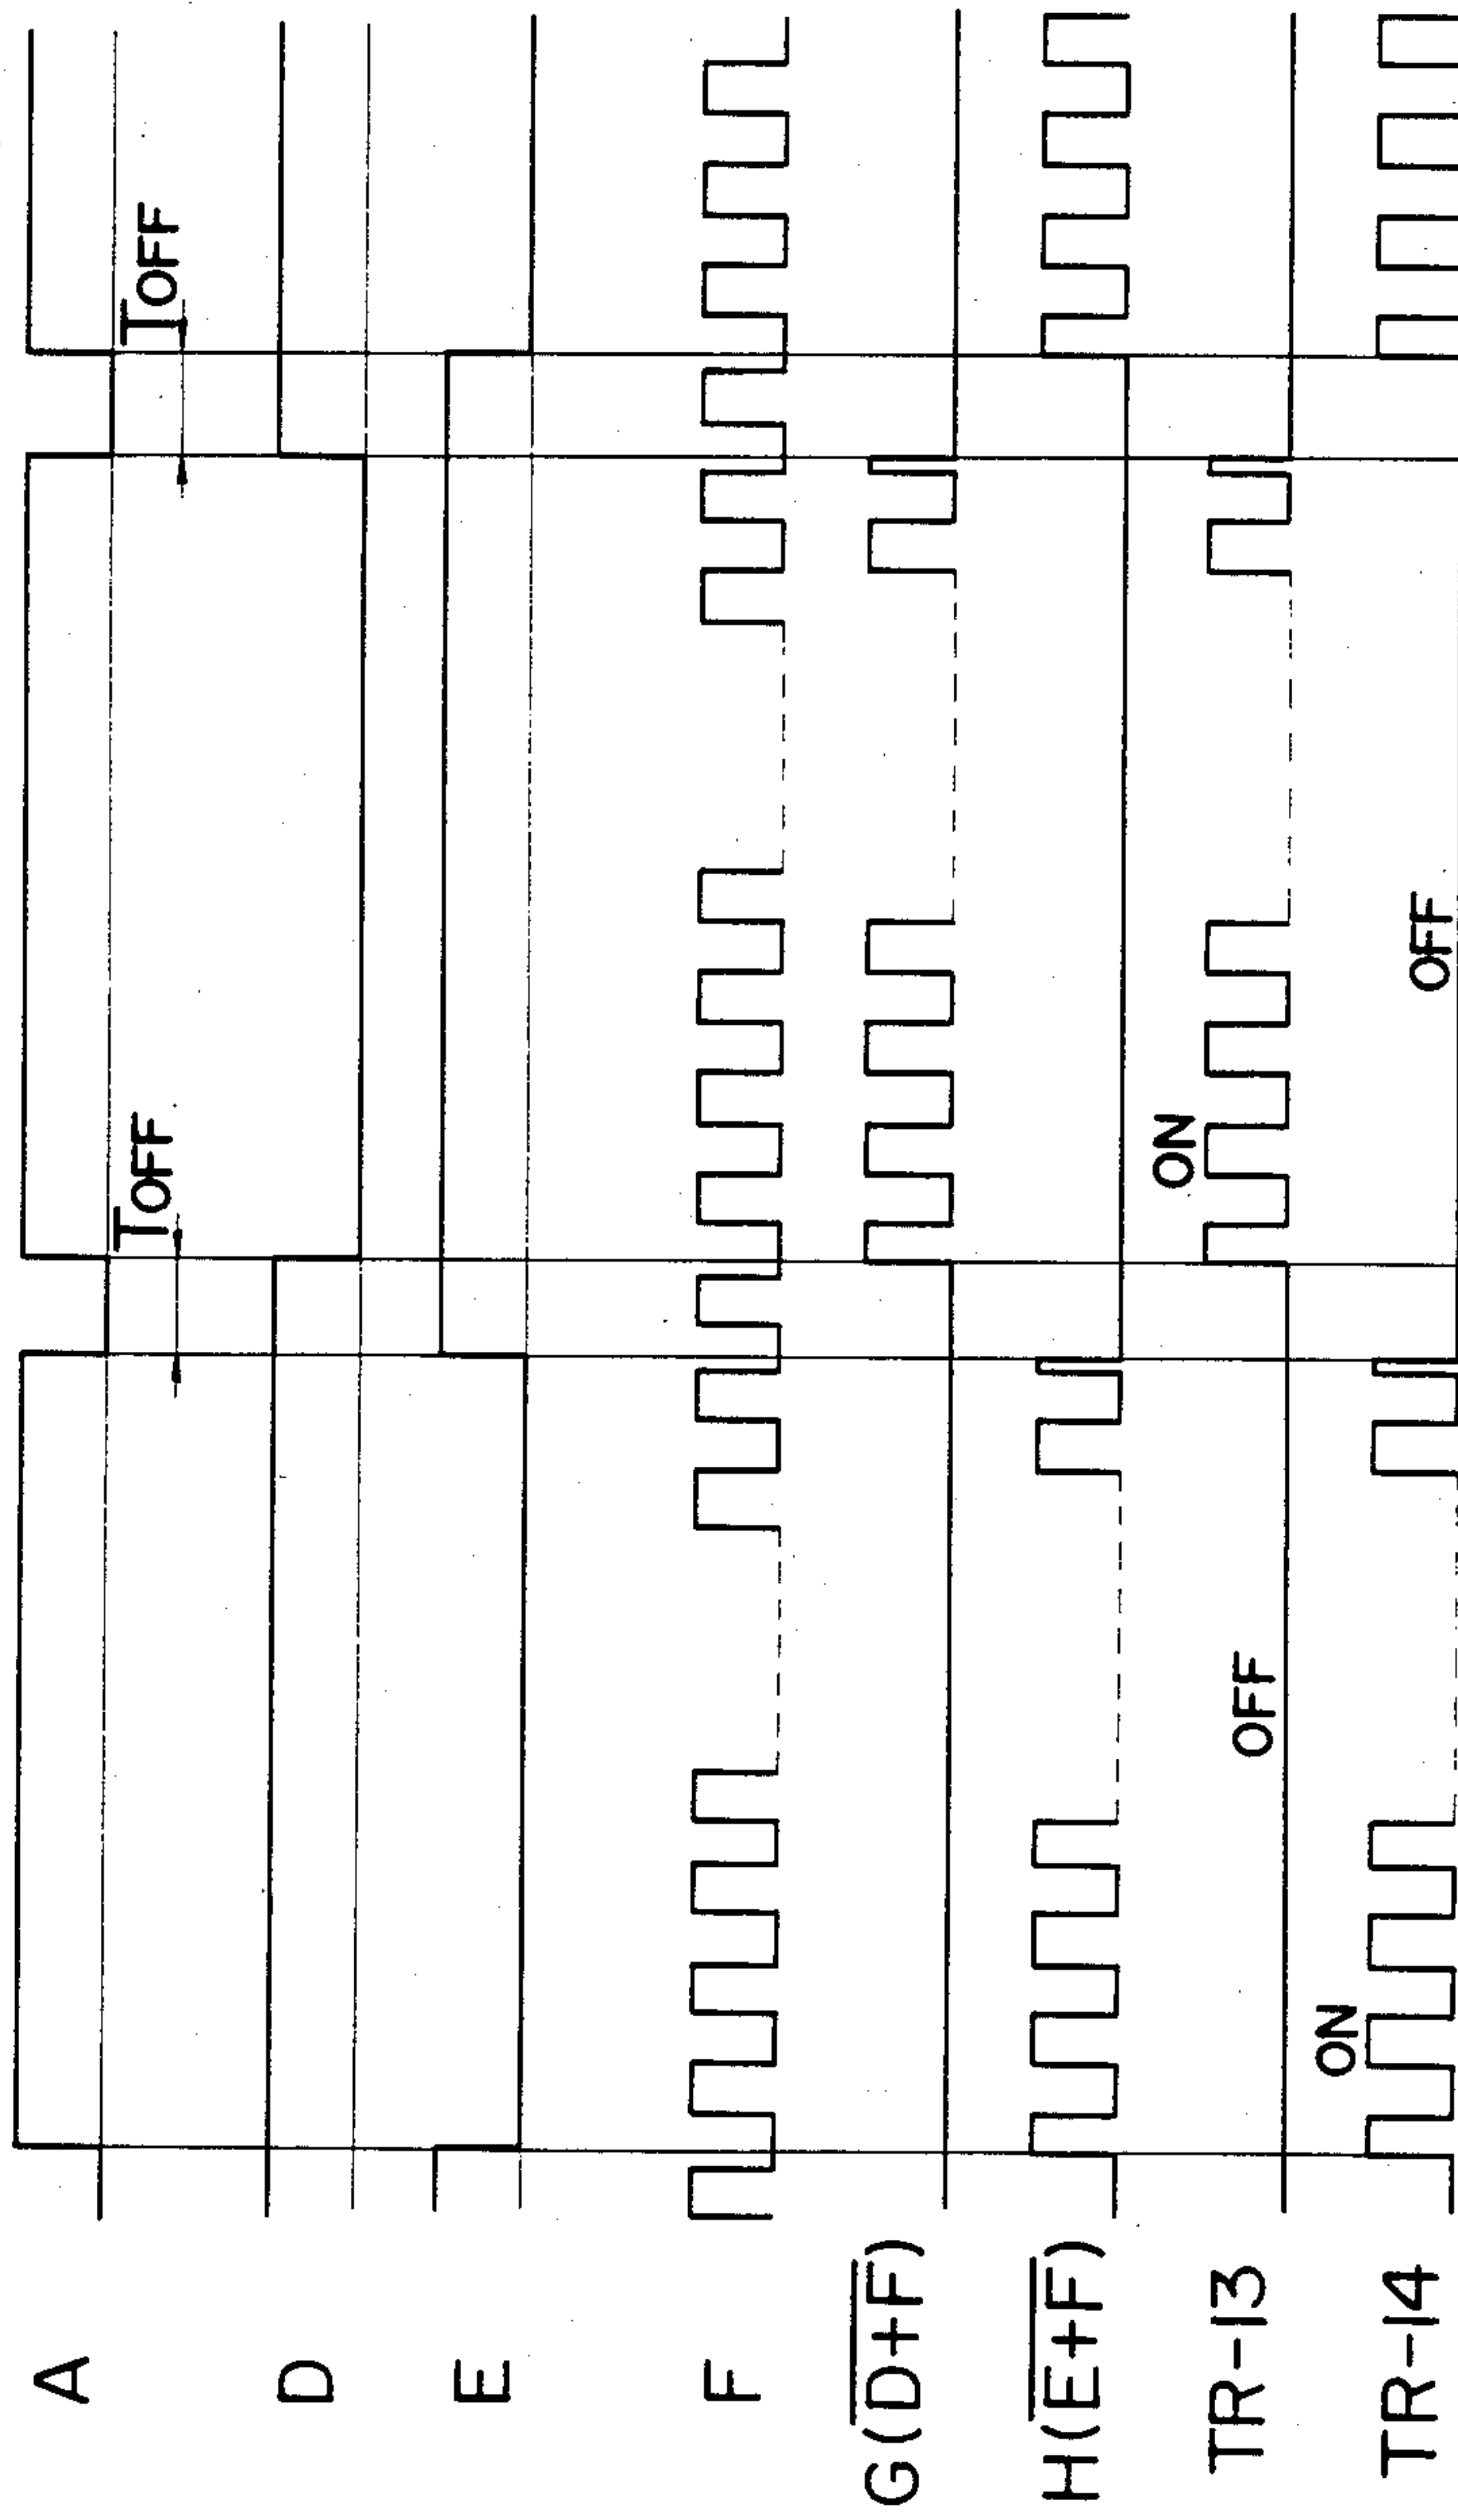 A
TOFF
TOFF
D
E
F
G(D+F)
H(E+F)
TR-13
OFF
ON
TR-14
ON
OFF